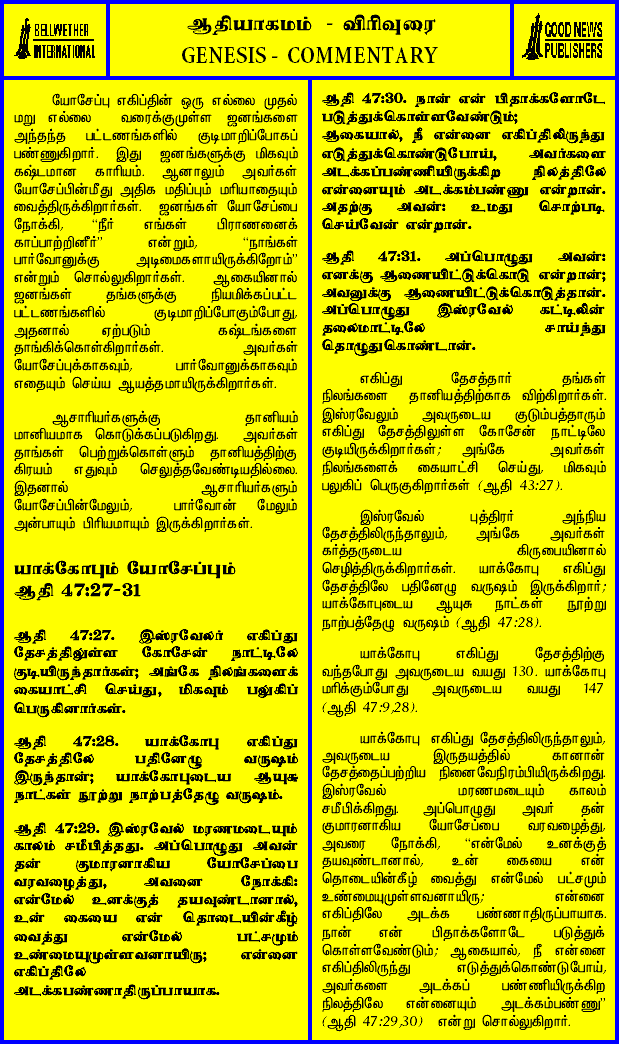 BELLWETHER
INTERNATIONAL
ஆதியாகமம் - விரிவுரை
GENESIS - COMMENTARY
GOOD NEWS
PUBLISHERS
யோசேப்பு எகிப்தின் ஒரு எல்லை முதல்
மறு எல்லை வரைக்குமுள்ள ஜனங்களை
அந்தந்த பட்டணங்களில் குடிமாறிப்போகப்
பண்ணுகிறார். இது ஜனங்களுக்கு மிகவும்
கஷ்டமான காரியம். ஆனாலும் அவர்கள்
யோசேப்பின்மீது அதிக மதிப்பும் மரியாதையும்
வைத்திருக்கிறார்கள். ஜனங்கள் யோசேப்பை
நோக்கி, “நீர் எங்கள் பிராணனைக்
காப்பாற்றினீர்” என்றும், “நாங்கள்
பார்வோனுக்கு அடிமைகளாயிருக்கிறோம்”
என்றும் சொல்லுகிறார்கள். ஆகையினால்
ஜனங்கள் தங்களுக்கு நியமிக்கப்பட்ட
பட்டணங்களில் குடிமாறிப்போகும்போது,
அதனால் ஏற்படும் கஷ்டங்களை
தாங்கிக்கொள்கிறார்கள். அவர்கள்
யோசேப்புக்காகவும், பார்வோனுக்காகவும்
எதையும் செய்ய ஆயத்தமாயிருக்கிறார்கள்.
ஆசாரியர்களுக்கு தானியம்
மானியமாக கொடுக்கப்படுகிறது. அவர்கள்
தாங்கள் பெற்றுக்கொள்ளும் தானியத்திற்கு
கிரயம் எதுவும் செலுத்தவேண்டியதில்லை.
இதனால் ஆசாரியர்களும்
யோசேப்பின்மேலும், பார்வோன் மேலும்
அன்பாயும் பிரியமாயும் இருக்கிறார்கள்.
யாக்கோபும் யோசேப்பும்
ஆதி 47:27-31
ஆதி 47:27. இஸ்ரவேலர் எகிப்து
தேசத்திலுள்ள கோசேன் நாட்டிலே
குடியிருந்தார்கள்; அங்கே நிலங்களைக்
கையாட்சி செய்து, மிகவும் பலுகிப்
பெருகினார்கள்.
ஆதி 47:28. யாக்கோபு எகிப்து
தேசத்திலே பதினேழு வருஷம்
இருந்தான்; யாக்கோபுடைய ஆயுசு
நாட்கள் நூற்று நாற்பத்தேழு வருஷம்.
ஆதி 47:29. இஸ்ரவேல் மரணமடையும்
காலம் சமீபித்தது. அப்பொழுது அவன்
தன் குமாரனாகிய யோசேப்பை
வரவழைத்து, அவனை நோக்கி:
என்மேல் உனக்குத் தயவுண்டானால்,
உன் கையை என் தொடையின்கீழ்
வைத்து என்மேல் பட்சமும்
உண்மையுமுள்ளவனாயிரு; என்னை
எகிப்திலே
அடக்கபண்ணாதிருப்பாயாக.
ஆதி 47:30. நான் என் பிதாக்களோடே
படுத்துக்கொள்ளவேண்டும்;
ஆகையால், நீ என்னை எகிப்திலிருந்து
எடுத்துக்கொண்டுபோய், அவர்களை
அடக்கப்பண்ணியிருக்கிற நிலத்திலே
என்னையும் அடக்கம்பண்ணு என்றான்.
அதற்கு அவன்: உமது சொற்படி
செய்வேன் என்றான்.
ஆதி 47:31. அப்பொழுது அவன்:
எனக்கு ஆணையிட்டுக்கொடு என்றான்;
அவனுக்கு ஆணையிட்டுக்கொடுத்தான்.
அப்பொழுது இஸ்ரவேல் கட்டிலின்
தலைமாட்டிலே சாய்ந்து
தொழுதுகொண்டான்.
எகிப்து தேசத்தார் தங்கள்
நிலங்களை தானியத்திற்காக விற்கிறார்கள்.
இஸ்ரவேலும் அவருடைய குடும்பத்தாரும்
எகிப்து தேசத்திலுள்ள கோசேன் நாட்டிலே
குடியிருக்கிறார்கள்; அங்கே அவர்கள்
நிலங்களைக் கையாட்சி செய்து, மிகவும்
பலுகிப் பெருகுகிறார்கள் (ஆதி 43:27).
இஸ்ரவேல் புத்திரர் அந்நிய
தேசத்திலிருந்தாலும், அங்கே அவர்கள்
கர்த்தருடைய கிருபையினால்
செழித்திருக்கிறார்கள். யாக்கோபு எகிப்து
தேசத்திலே பதினேழு வருஷம் இருக்கிறார்;
யாக்கோபுடைய ஆயுசு நாட்கள் நூற்று
நாற்பத்தேழு வருஷம் (ஆதி 47:28).
யாக்கோபு எகிப்து தேசத்திற்கு
வந்தபோது அவருடைய வயது 130. யாக்கோபு
மரிக்கும்போது அவருடைய வயது 147
(ஆதி 47:9,28).
யாக்கோபு எகிப்து தேசத்திலிருந்தாலும்,
அவருடைய இருதயத்தில் கானான்
தேசத்தைப்பற்றிய நினைவேநிரம்பியிருக்கிறது.
இஸ்ரவேல் மரணமடையும் காலம்
சமீபிக்கிறது. அப்பொழுது அவர் தன்
குமாரனாகிய யோசேப்பை வரவழைத்து,
அவரை நோக்கி, “என்மேல் உனக்குத்
தயவுண்டானால், உன் கையை என்
தொடையின்கீழ் வைத்து என்மேல் பட்சமும்
உண்மையுமுள்ளவனாயிரு; என்னை
எகிப்திலே அடக்க பண்ணாதிருப்பாயாக.
நான் என் பிதாக்களோடே படுத்துக்
கொள்ளவேண்டும்; ஆகையால், நீ என்னை
எகிப்திலிருந்து எடுத்துக்கொண்டுபோய்,
அவர்களை அடக்கப் பண்ணியிருக்கிற
நிலத்திலே என்னையும் அடக்கம்பண்ணு”
(ஆதி 47:29,30) என்று சொல்லுகிறார்.